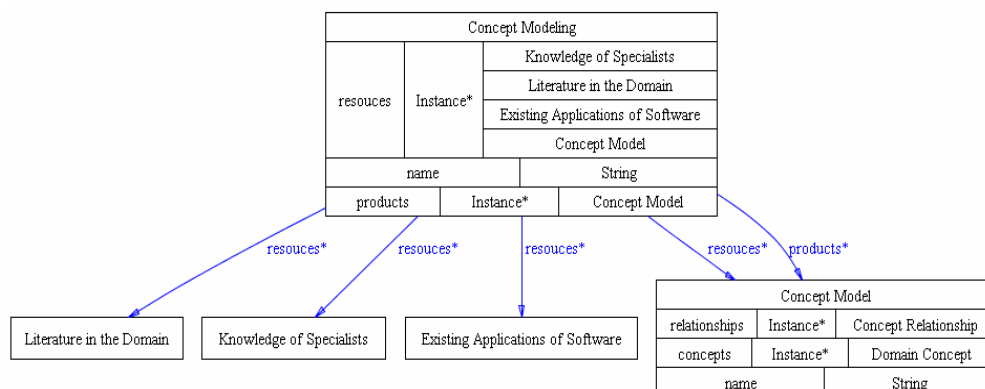 Concept Modeling
resouces Instance* Knowledge of Specialists
Literature in the Domain
Existing Applications of Software
Concept Model
name String
products Instance* Concept Model
resouces* resouces* resouces* resouces* products*
Literature in the Domain Knowledge of Specialists Existing Applications of Software
Concept Model
relationships Instance* Concept Relationship
concepts Instance* Domain Concept
name String